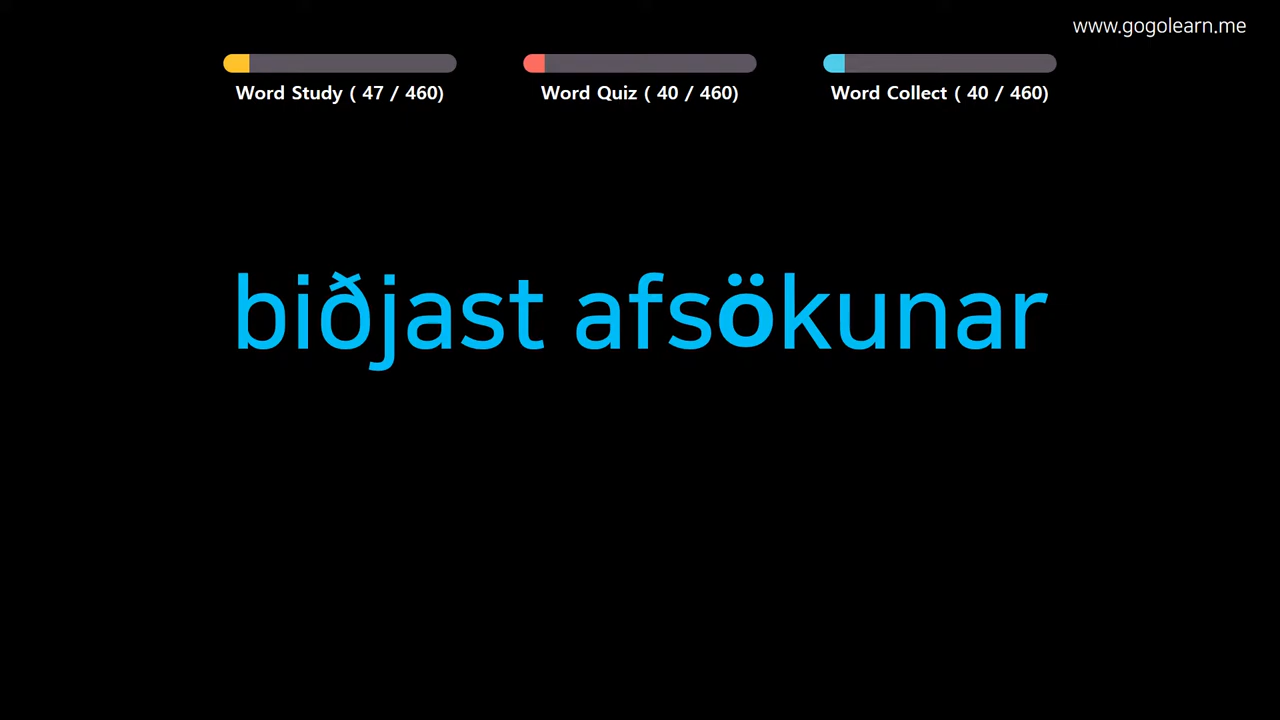 www.gogolearn.me
Word Study ( 47 / 460)
Word Quiz ( 40 / 460)
Word Collect ( 40 / 460)
biðjast afsökunar